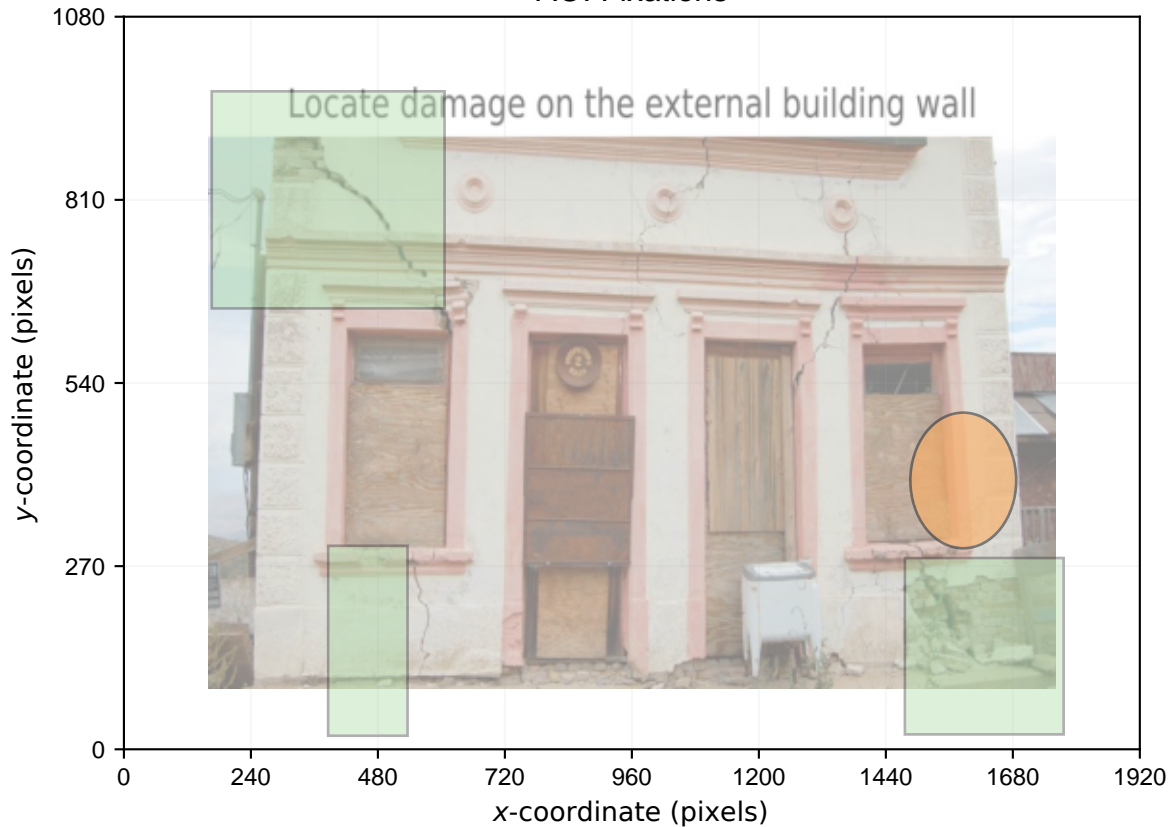 Locate damage on the external building wall
1080
810
540
270
0
0 240 480 720 960 1200 1440 1680 1920
y-coordinate (pixels)
x-coordinate (pixels)